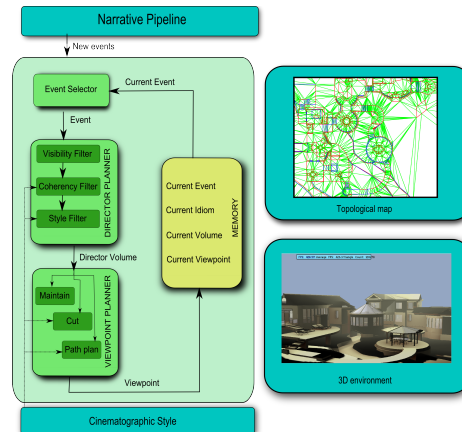 Narrative Pipeline
New events
Current Event
Event Selector
Event
Visibility Filter
Coherency Filter
Style Filter
DIRECTOR PLANNER
Current Event
Current Idiom
Current Volume
Current Viewpoint
MEMORY
Director Volume
Maintain
Cut
Path plan
VIEWPOINT PLANNER
Viewpoint
Cinematographic Style
Topological map
3D environment